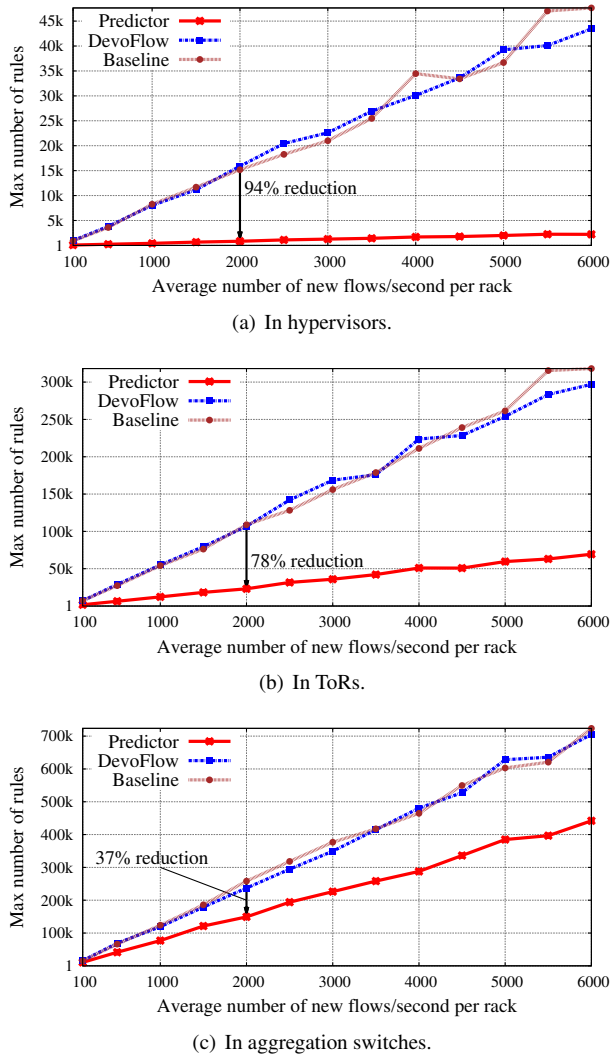 Max number of rules
45k
40k
35k
30k
25k
20k
15k
10k
5k
1
Predictor
DevoFlow
Baseline
94% reduction
100 1000 2000 3000 4000 5000 6000
Average number of new flows/second per rack
(a) In hypervisors.
Max number of rules
300k
250k
200k
150k
100k
50k
1
Predictor
DevoFlow
Baseline
78% reduction
100 1000 2000 3000 4000 5000 6000
Average number of new flows/second per rack
(b) In ToRs.
Max number of rules
700k
600k
500k
400k
300k
200k
100k
1
Predictor
DevoFlow
Baseline
37% reduction
100 1000 2000 3000 4000 5000 6000
Average number of new flows/second per rack
(c) In aggregation switches.